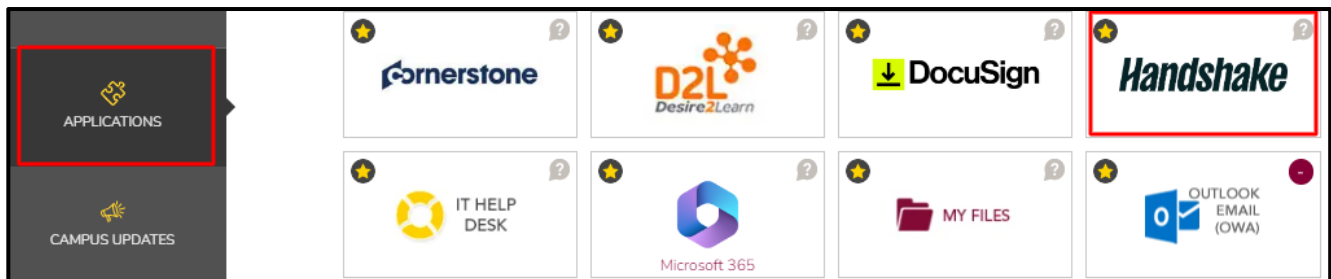 APPLICATIONS
CAMPUS UPDATES
?
?
?
?
Cornerstone
D2L
Desire2Learn
DocuSign
Handshake
?
?
?
-
IT HELP
DESK
Microsoft 365
MY FILES
O
OUTLOOK
EMAIL
(OWA)